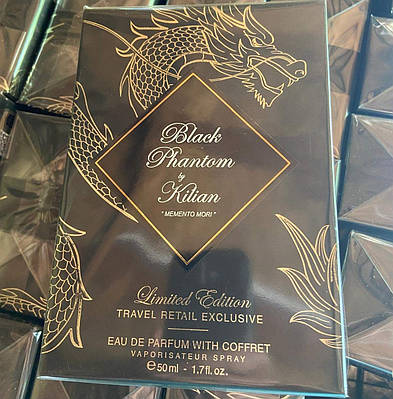 Black
Phantom
by
Kilian
"MEMENTO MORI"
Limited Edition
TRAVEL RETAIL EXCLUSIVE
EAU DE PARFUM WITH COFFRET
VAPORISATEUR SPRAY
℮50ml - 1.7fl. oz.